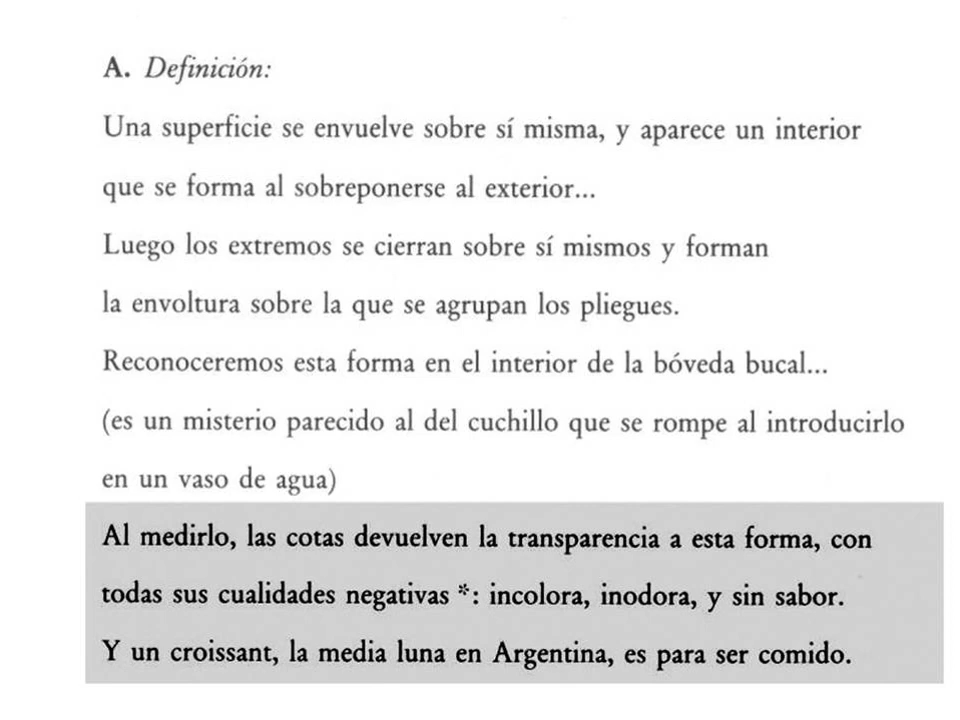 A. Definición:
Una superficie se envuelve sobre sí misma, y aparece un interior
que se forma al sobreponerse al exterior...
Luego los extremos se cierran sobre sí mismos y forman
la envoltura sobre la que se agrupan los pliegues.
Reconoceremos esta forma en el interior de la bóveda bucal...
(es un misterio parecido al del cuchillo que se rompe al introducirlo
en un vaso de agua)
Al medirlo, las cotas devuelven la transparencia a esta forma, con
todas sus cualidades negativas *: incolora, inodora, y sin sabor.
Y un croissant, la media luna en Argentina, es para ser comido.